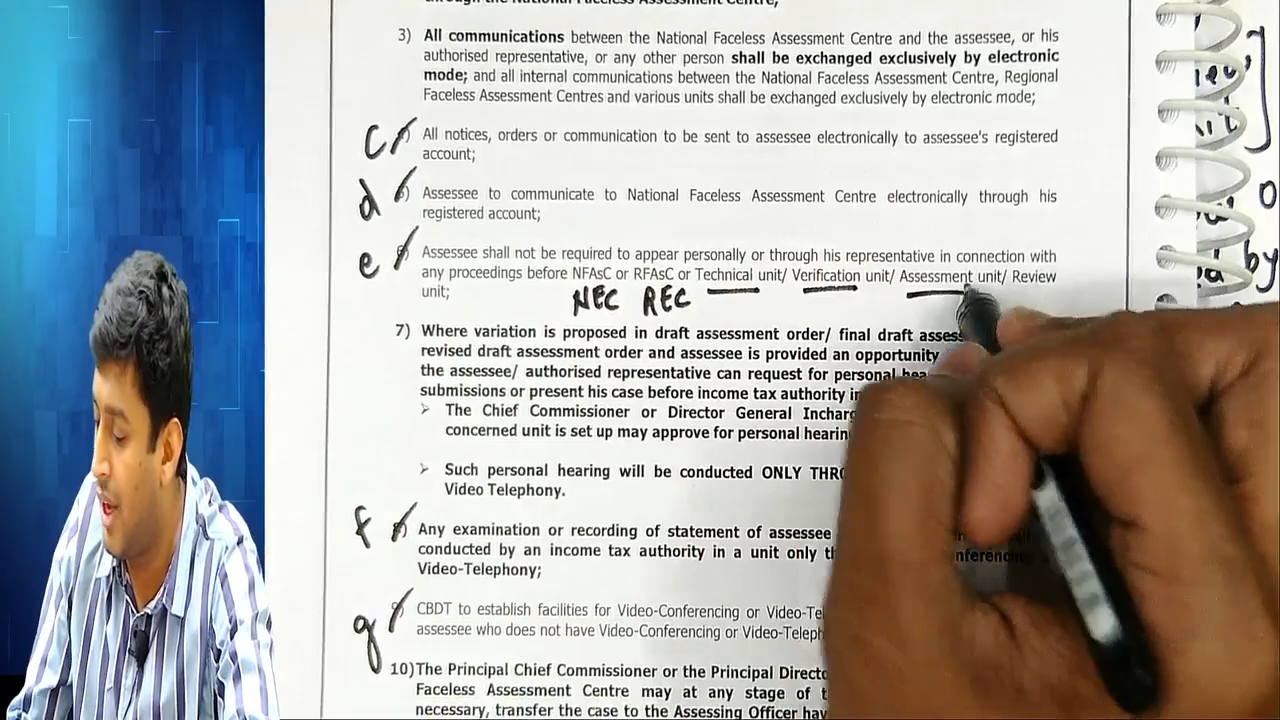 through the National Faceless Assessment Centre;
3) All communications between the National Faceless Assessment Centre and the assessee, or his
authorised representative, or any other person shall be exchanged exclusively by electronic
mode; and all internal communications between the National Faceless Assessment Centre, Regional
Faceless Assessment Centres and various units shall be exchanged exclusively by electronic mode;
c All notices, orders or communication to be sent to assessee electronically to assessee's registered
account;
d Assessee to communicate to National Faceless Assessment Centre electronically through his
registered account;
e Assessee shall not be required to appear personally or through his representative in connection with
any proceedings before NFAsC or RFAsC or Technical unit/ Verification unit/ Assessment unit/ Review
unit;
NEC REC
7) Where variation is proposed in draft assessment order/ final draft
revised draft assessment order and assessee is provided an opportunity
the assessee/ authorised representative can request for personal
submissions or present his case before income tax authority
➢ The Chief Commissioner or Director General
concerned unit is set up may approve for personal
➢ Such personal hearing will be conducted ONLY
Video Telephony.
f Any examination or recording of statement of assessee
conducted by an income tax authority in a unit only
Video-Telephony;
g CBDT to establish facilities for Video-Conferencing or
assessee who does not have Video-Conferencing or
10) The Principal Chief Commissioner or the Principal
Faceless Assessment Centre may at any stage of
necessary, transfer the case to the Assessing Officer
by